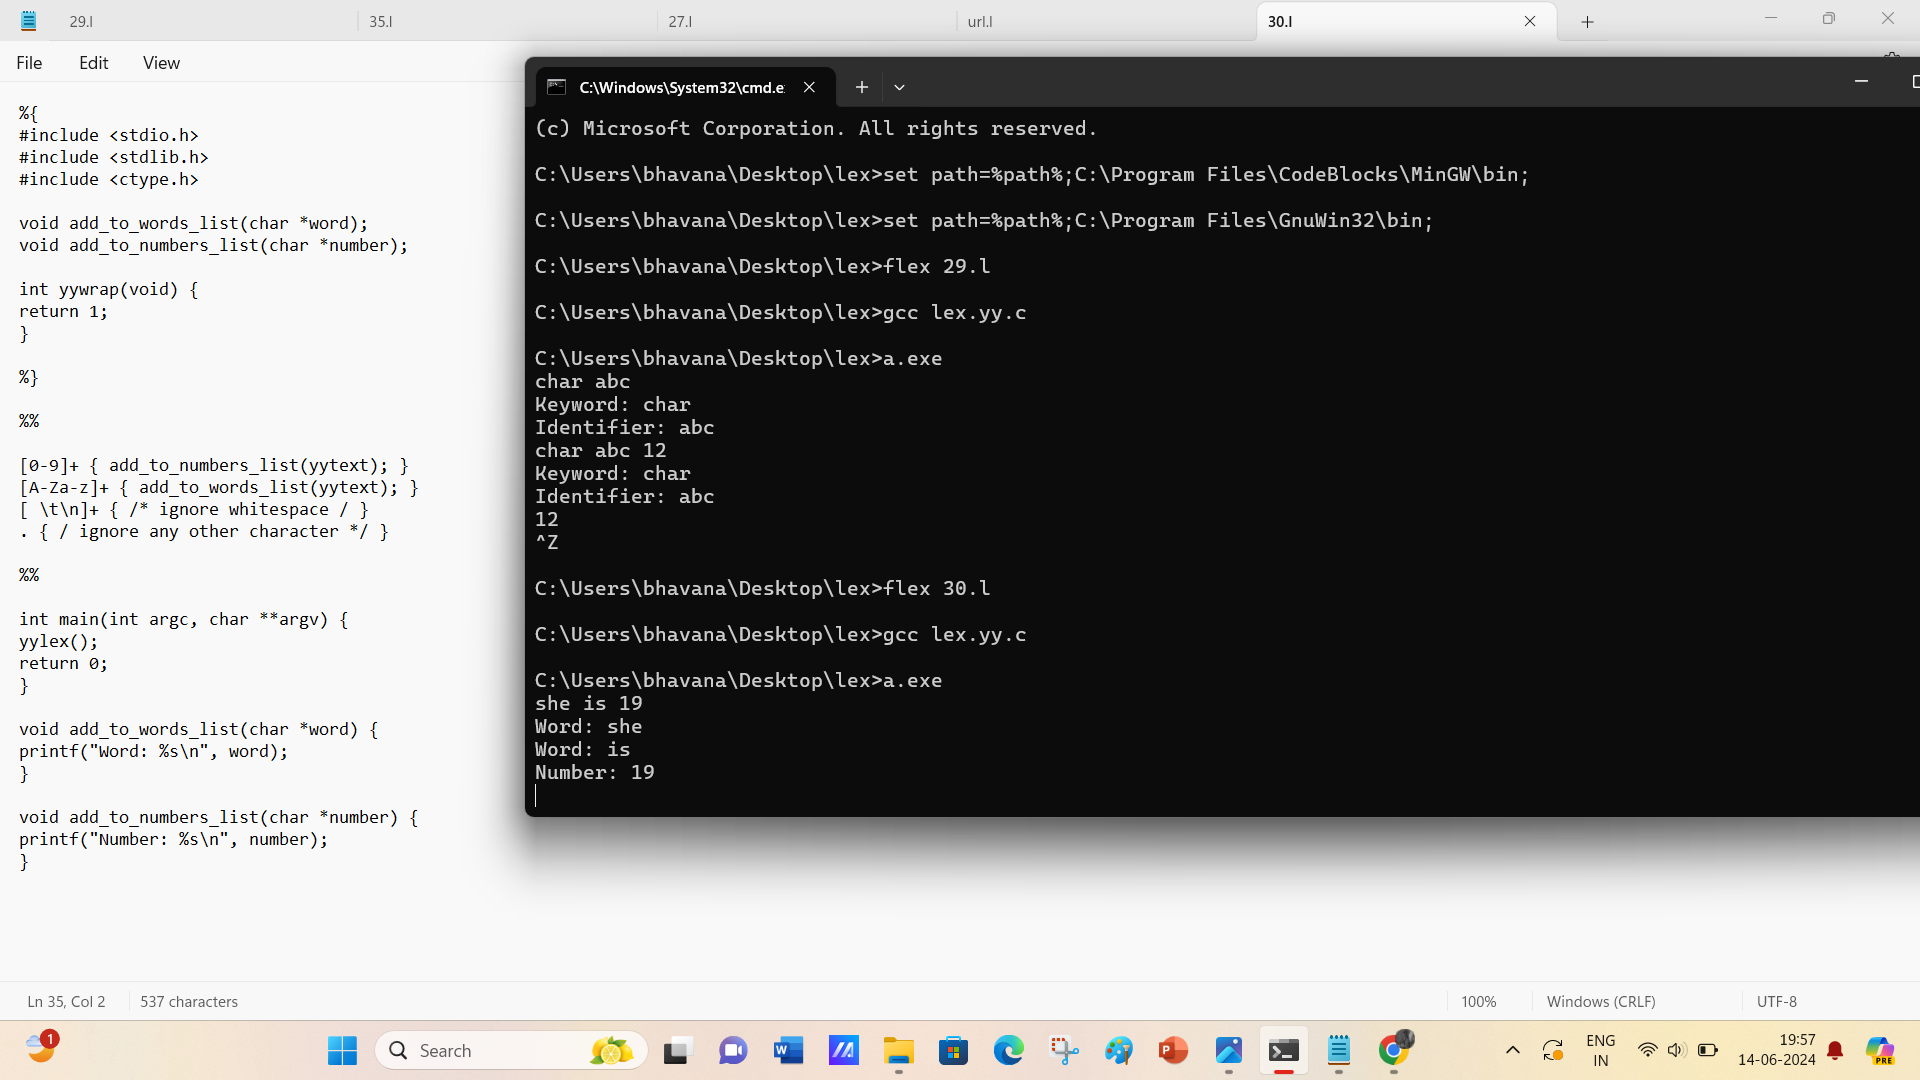 29.l
35.l
27.l
url.l
30.l
File
Edit
View
%{
#include <stdio.h>
#include <stdlib.h>
#include <ctype.h>
void add_to_words_list(char *word);
void add_to_numbers_list(char *number);
int yywrap(void) {
return 1;
}
%}
%%
[0-9]+ { add_to_numbers_list(yytext); }
[A-Za-z]+ { add_to_words_list(yytext); }
[ \t\n]+ { /* ignore whitespace / }
. { / ignore any other character */ }
%%
int main(int argc, char **argv) {
yylex();
return 0;
}
void add_to_words_list(char *word) {
printf("Word: %s\n", word);
}
void add_to_numbers_list(char *number) {
printf("Number: %s\n", number);
}
C:\Windows\System32\cmd.e
(c) Microsoft Corporation. All rights reserved.
C:\Users\bhavana\Desktop\lex>set path=%path%;C:\Program Files\CodeBlocks\MinGW\bin;
C:\Users\bhavana\Desktop\lex>set path=%path%;C:\Program Files\GnuWin32\bin;
C:\Users\bhavana\Desktop\lex>flex 29.l
C:\Users\bhavana\Desktop\lex>gcc lex.yy.c
C:\Users\bhavana\Desktop\lex>a.exe
char abc
Keyword: char
Identifier: abc
char abc 12
Keyword: char
Identifier: abc
12
^Z
C:\Users\bhavana\Desktop\lex>flex 30.l
C:\Users\bhavana\Desktop\lex>gcc lex.yy.c
C:\Users\bhavana\Desktop\lex>a.exe
she is 19
Word: she
Word: is
Number: 19
Ln 35, Col 2
537 characters
100%
Windows (CRLF)
UTF-8
1
Search
ENG
IN
19:57
14-06-2024
PRE